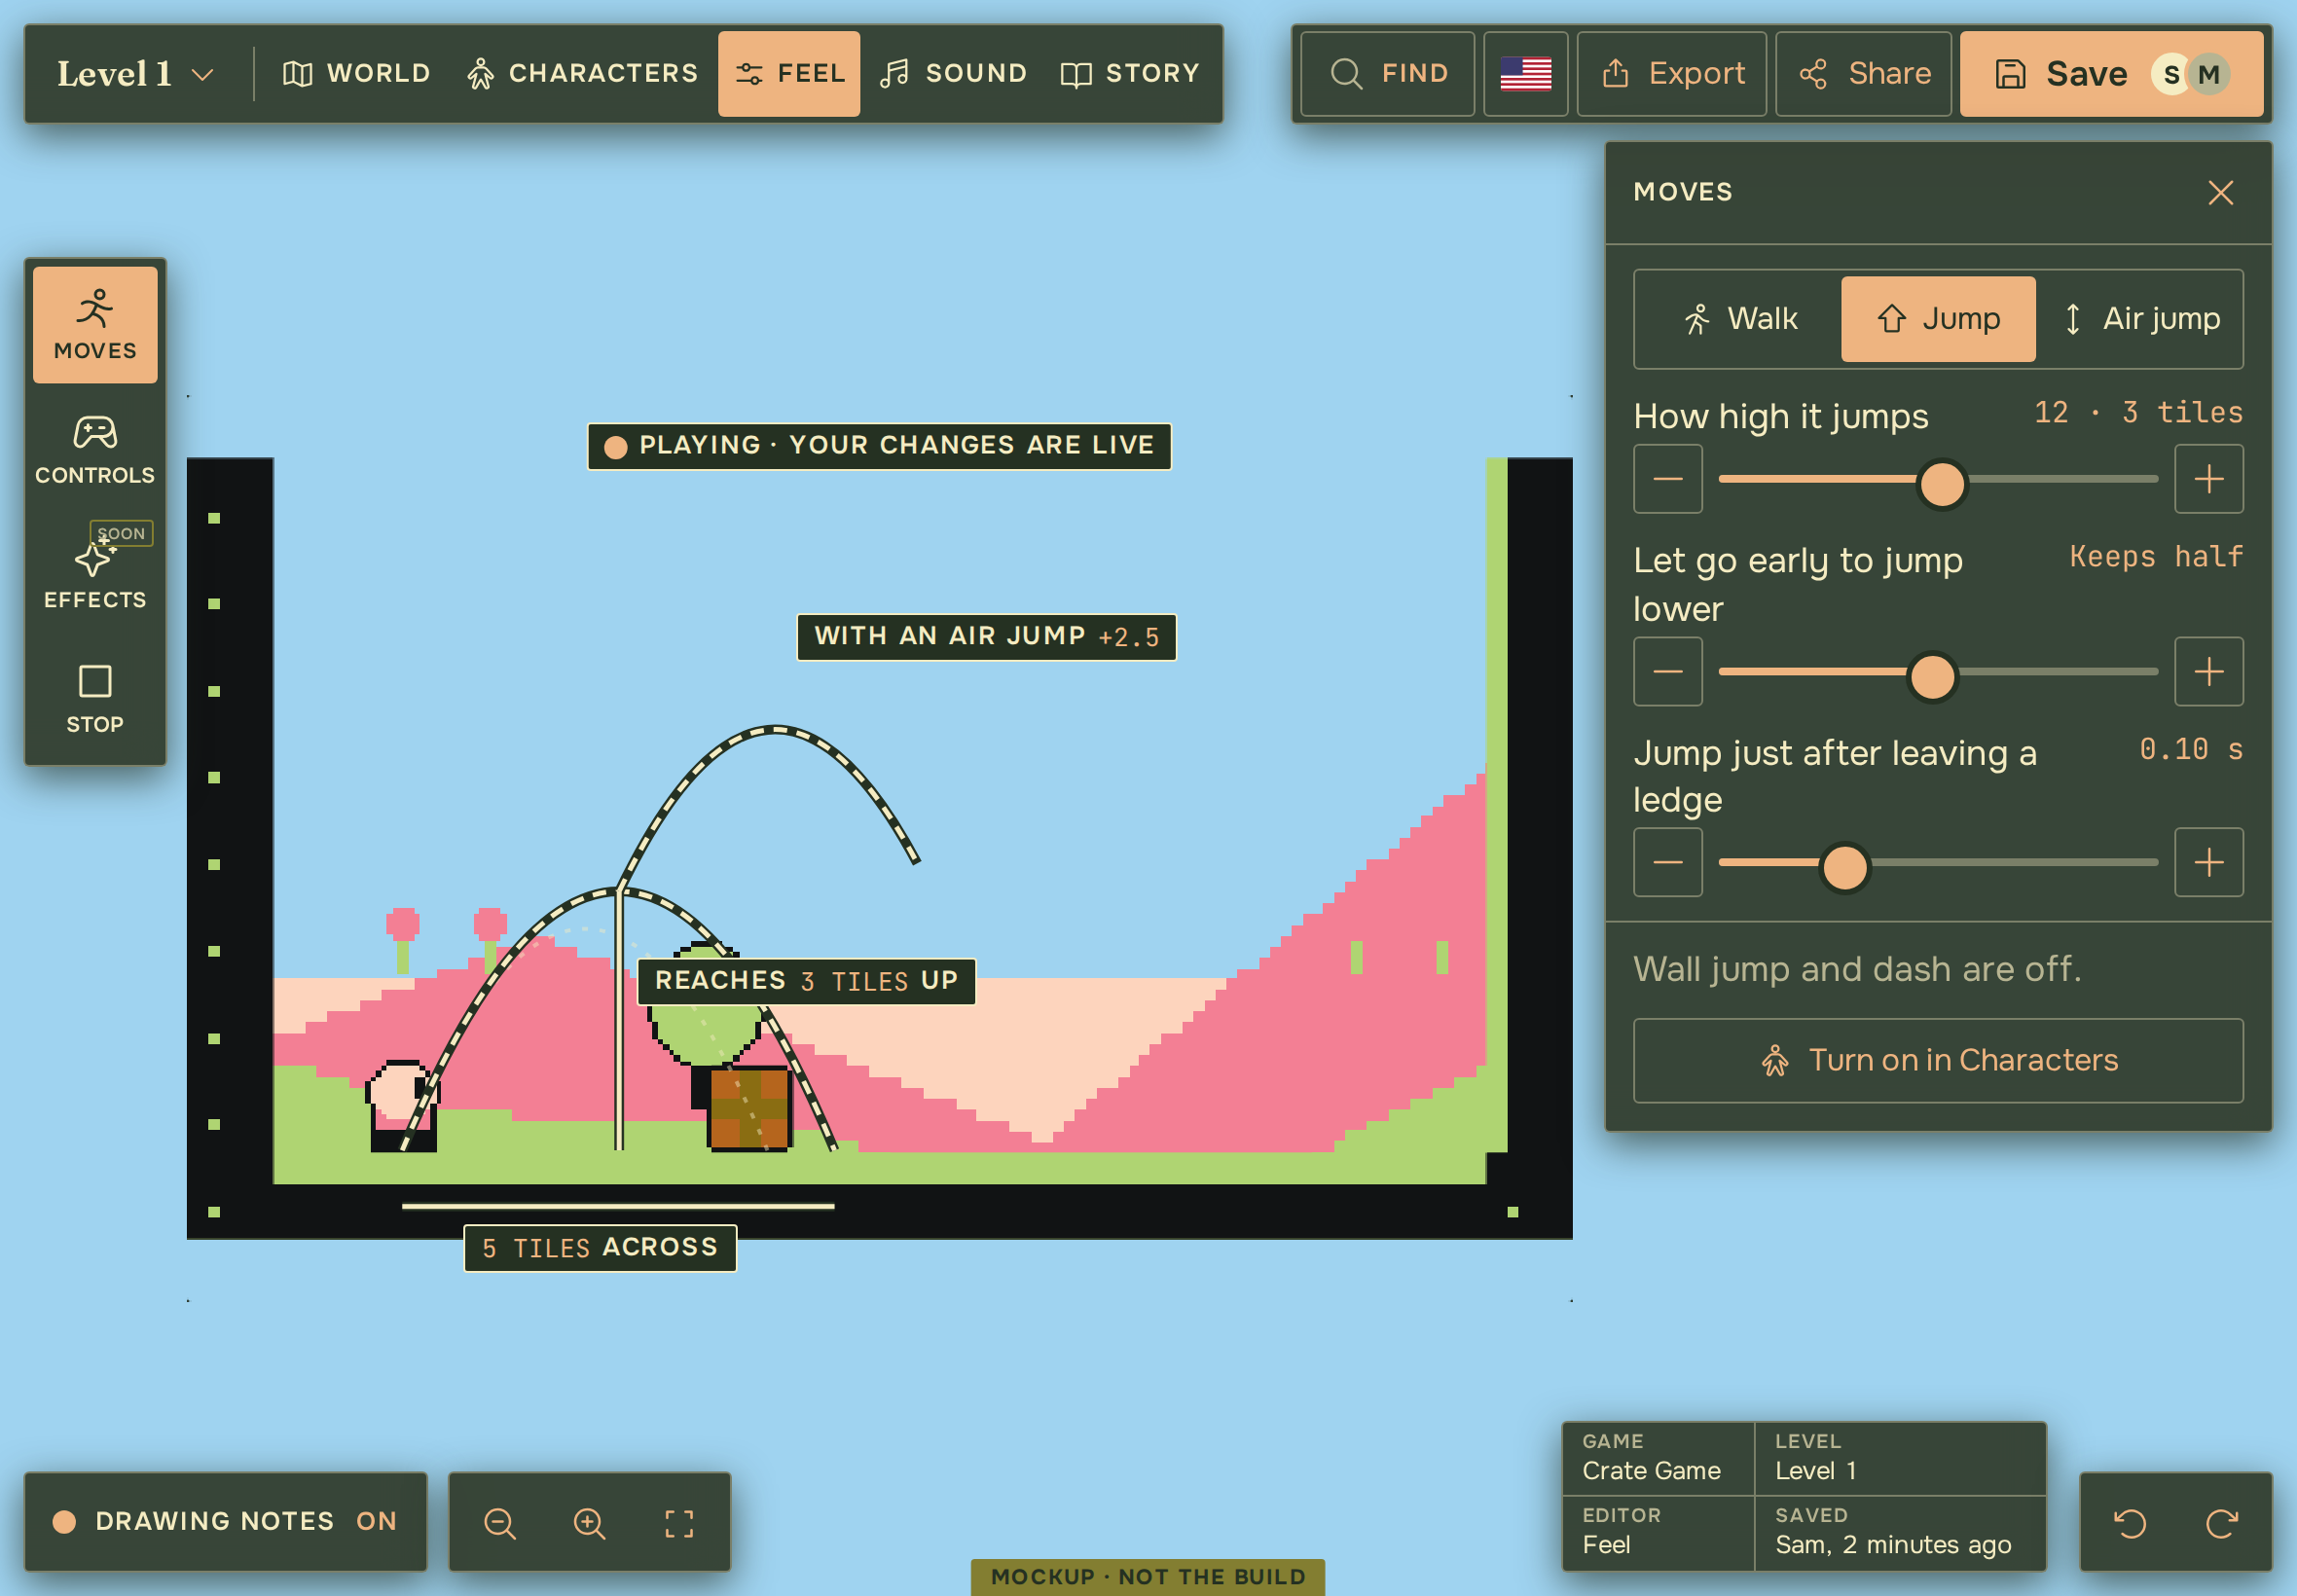 Level 1
WORLD
CHARACTERS
FEEL
SOUND
STORY
FIND
Export
Share
Save
S
M
MOVES
CONTROLS
SOON
EFFECTS
STOP
PLAYING · YOUR CHANGES ARE LIVE
WITH AN AIR JUMP +2.5
REACHES 3 TILES UP
5 TILES ACROSS
MOVES
Walk
Jump
Air jump
How high it jumps
12 · 3 tiles
Let go early to jump
lower
Keeps half
Jump just after leaving a
ledge
0.10 s
Wall jump and dash are off.
Turn on in Characters
DRAWING NOTES ON
GAME
Crate Game
LEVEL
Level 1
EDITOR
Feel
SAVED
Sam, 2 minutes ago
MOCKUP · NOT THE BUILD